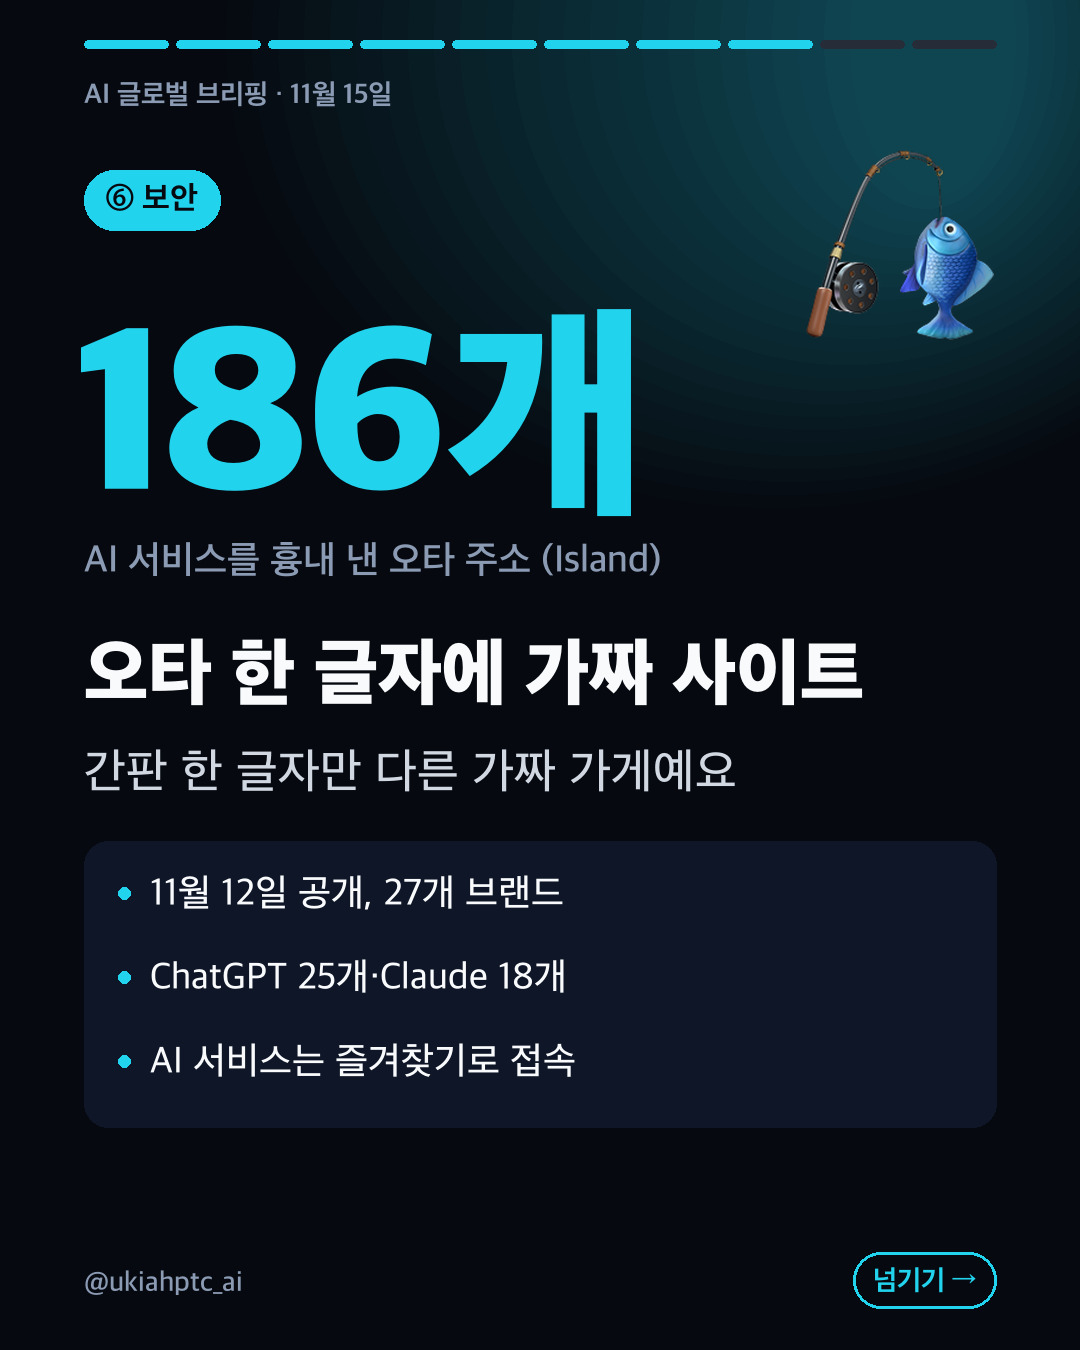 AI 글로벌 브리핑 · 11월 15일
⑥ 보안
186개
AI 서비스를 흉내 낸 오타 주소 (Island)
오타 한 글자에 가짜 사이트
간판 한 글자만 다른 가짜 가게예요
• 11월 12일 공개, 27개 브랜드
• ChatGPT 25개·Claude 18개
• AI 서비스는 즐겨찾기로 접속
@ukiahptc_ai
넘기기 →